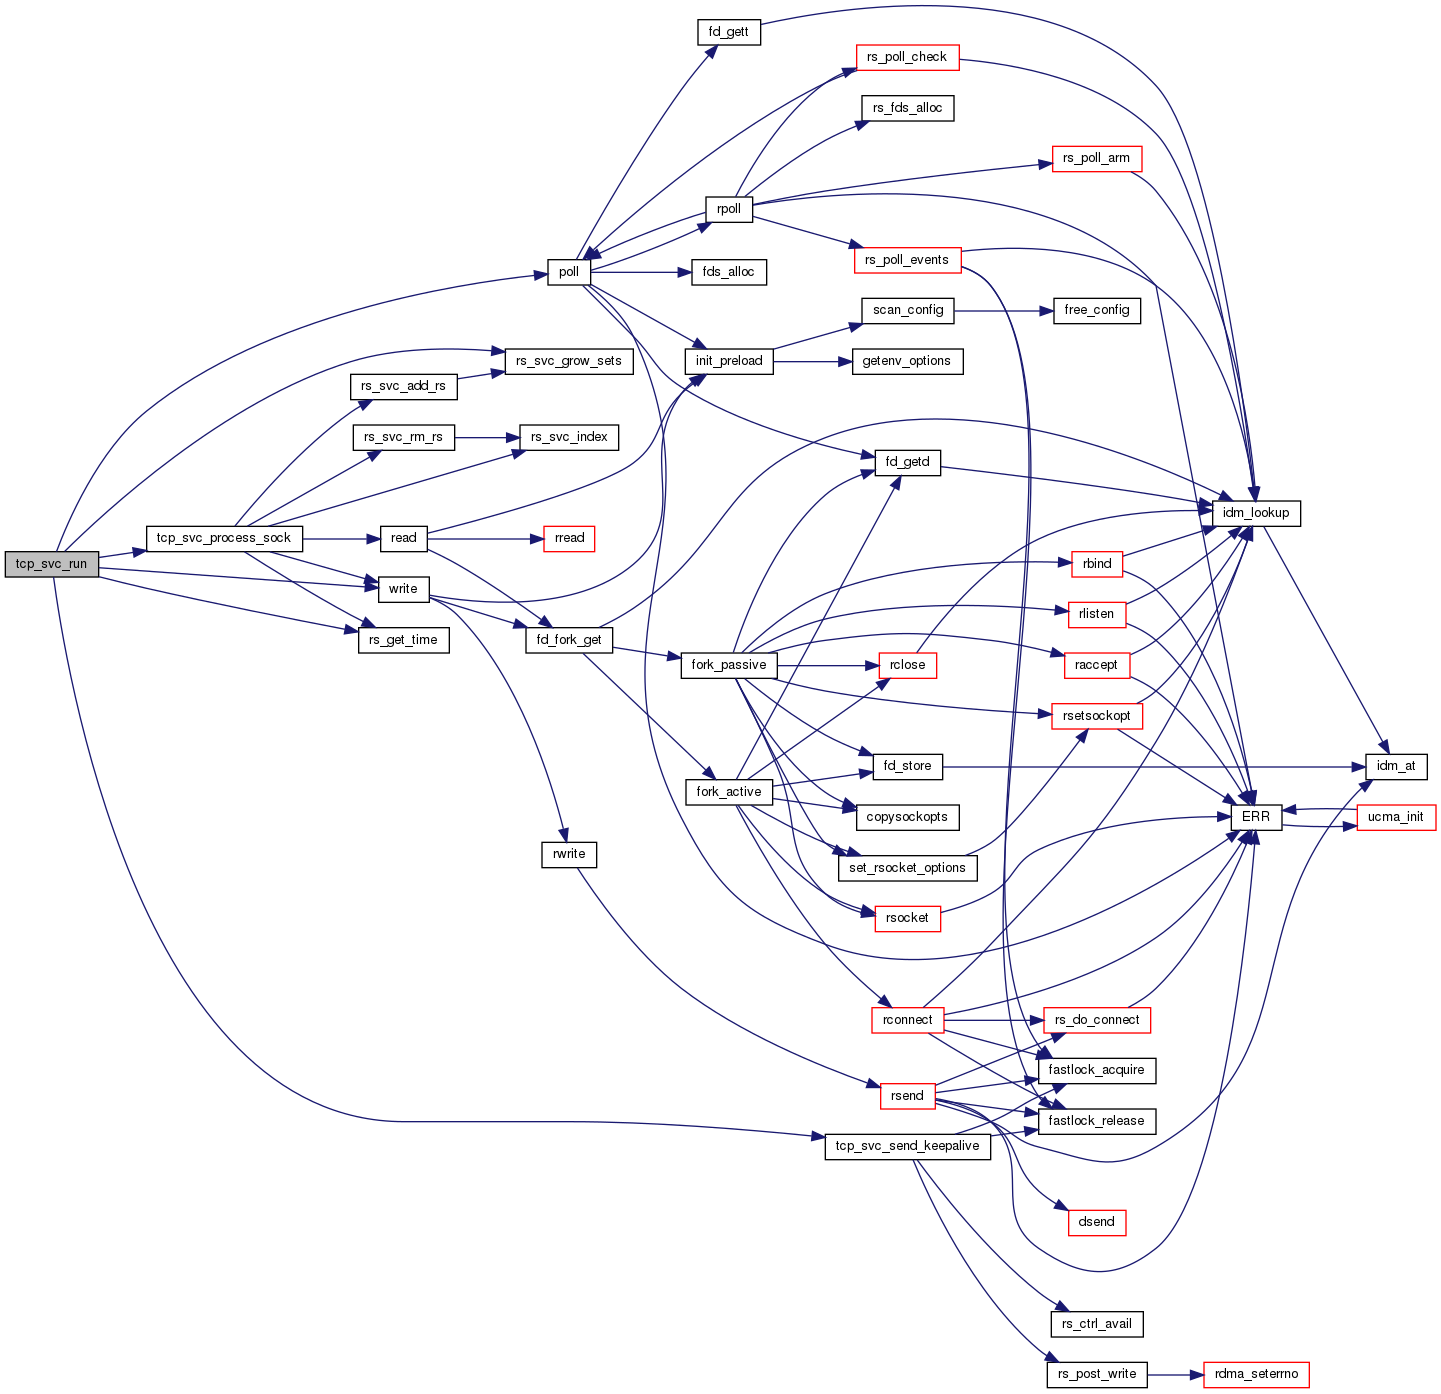 fd_gett
rs_poll_check
rs_fds_alloc
rs_poll_arm
rpoll
rs_poll_events
poll
fds_alloc
scan_config
free_config
init_preload
getenv_options
rs_svc_grow_sets
rs_svc_add_rs
rs_svc_rm_rs
rs_svc_index
fd_getd
idm_lookup
tcp_svc_process_sock
read
rread
tcp_svc_run
rbind
write
rlisten
rs_get_time
fd_fork_get
fork_passive
rclose
raccept
rsetsockopt
fd_store
idm_at
fork_active
copysockopts
ERR
ucma_init
rwrite
set_rsocket_options
rsocket
rconnect
rs_do_connect
fastlock_acquire
rsend
fastlock_release
tcp_svc_send_keepalive
dsend
rs_ctrl_avail
rs_post_write
rdma_seterrno